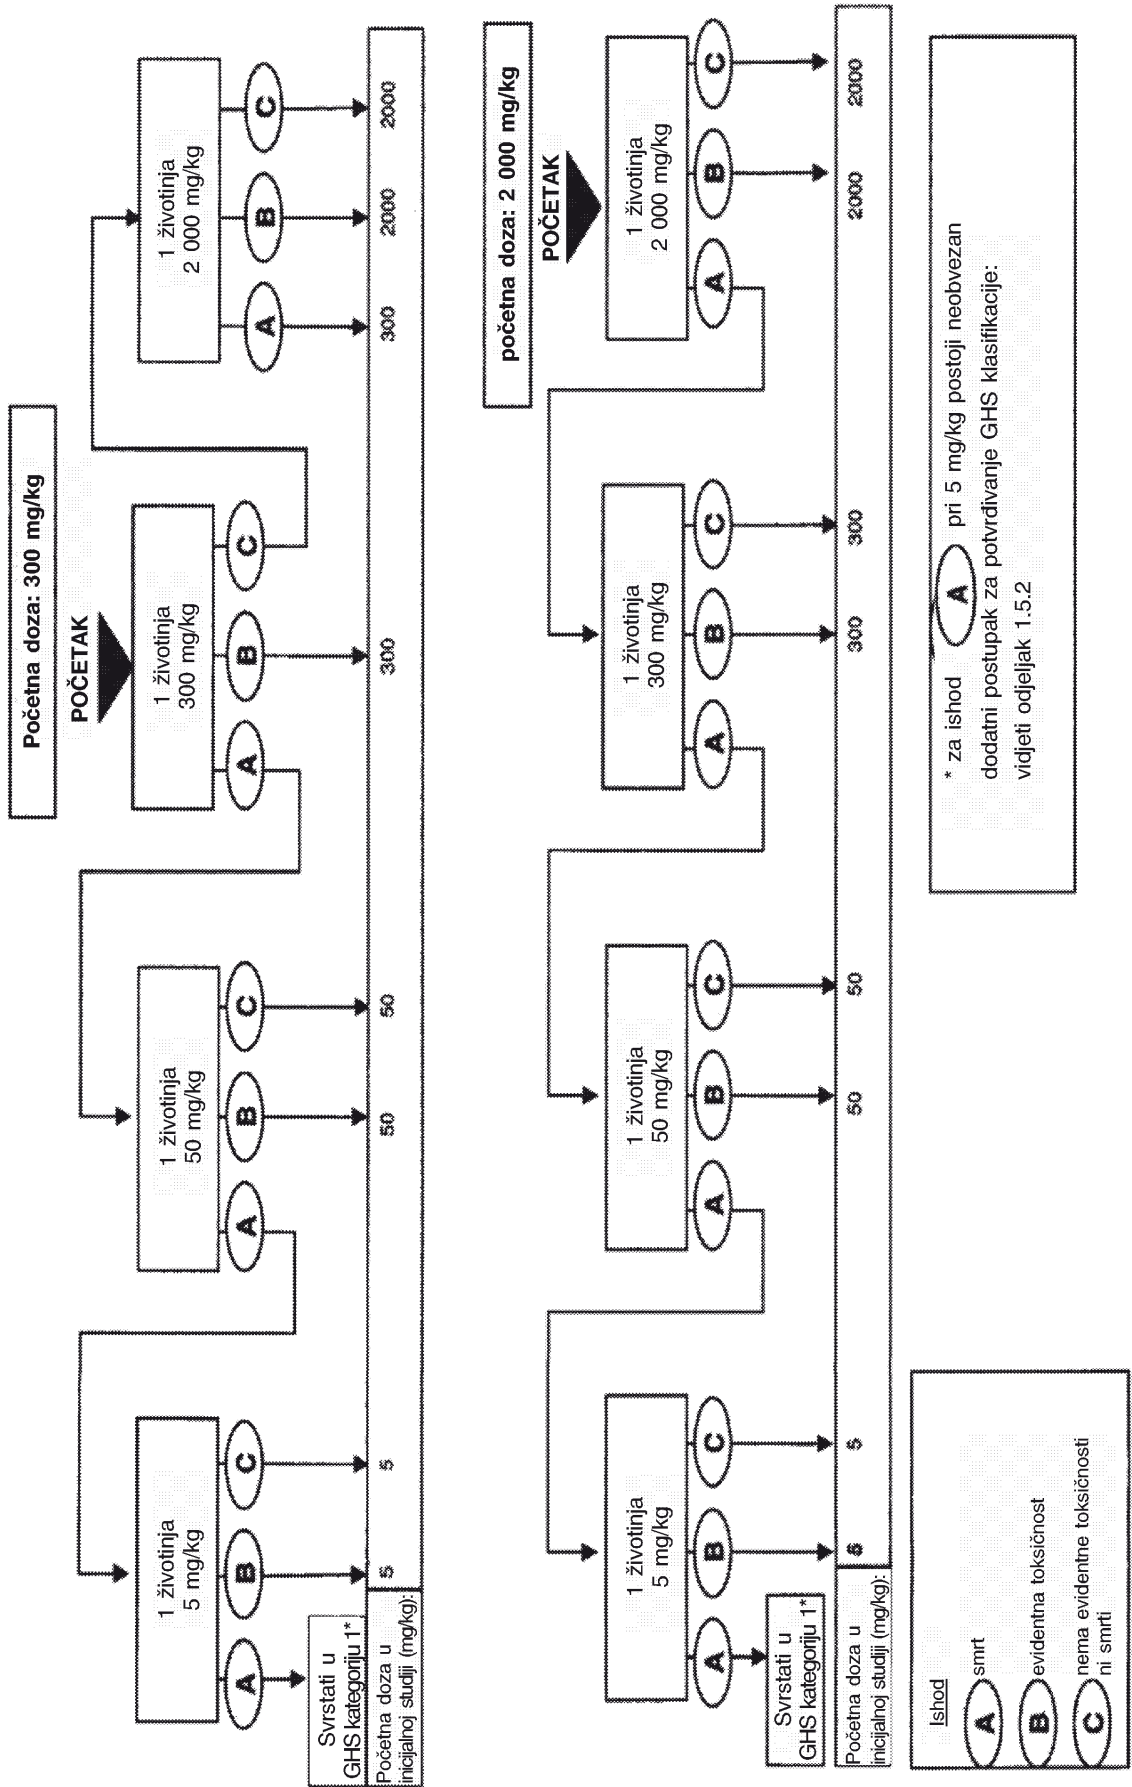 Početna doza: 300 mg/kg
POČETAK
1 životinja
5 mg/kg
1 životinja
50 mg/kg
1 životinja
300 mg/kg
1 životinja
2 000 mg/kg
A
B
C
A
B
C
A
B
C
A
B
C
Svrstati u
GHS kategoriju 1*
Početna doza u
inicijalnoj studiji (mg/kg):
5
5
50
50
300
300
2000
2000
početna doza: 2 000 mg/kg
POČETAK
1 životinja
5 mg/kg
1 životinja
50 mg/kg
1 životinja
300 mg/kg
1 životinja
2 000 mg/kg
A
B
C
A
B
C
A
B
C
A
B
C
Svrstati u
GHS kategoriju 1*
Početna doza u
inicijalnoj studiji (mg/kg):
5
50
50
300
300
2000
2000
Ishod
A smrt
B evidentna toksičnost
C nema evidentne toksičnosti
ni smrti
* za ishod A pri 5 mg/kg postoji neobvezan
dodatni postupak za potvrđivanje GHS klasifikacije:
vidjeti odjeljak 1.5.2